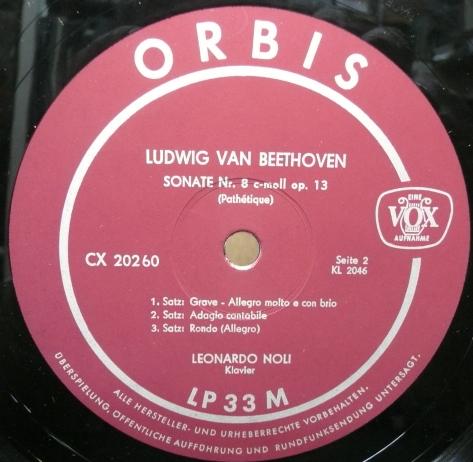 ORBIS
LUDWIG VAN BEETHOVEN
SONATE Nr. 8 c-moll op. 13
(Pathétique)
EINE
VOX
AUFNAHME
CX 20260
Seite 2
KL 2046
1. Satz: Grave - Allegro molto e con brio
2. Satz: Adagio cantabile
3. Satz: Rondo (Allegro)
LEONARDO NOLI
Klavier
LP 33 M
ALLE HERSTELLER- UND URHEBERRECHTE VORBEHALTEN.
ÜBERSPIELUNG, ÖFFENTLICHE AUFFÜHRUNG UND RUNDFUNKSENDUNG UNTERSAGT.